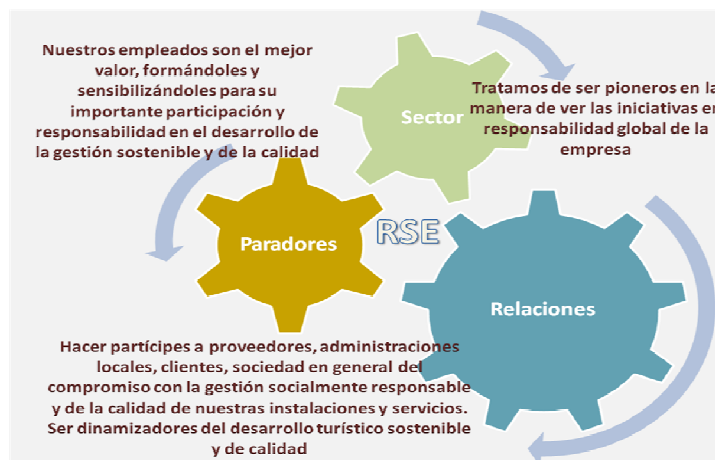 Nuestros empleados son el mejor
valor, formándoles y
sensibilizándoles para su
importante participación y
responsabilidad en el desarrollo de
la gestión sostenible y de la calidad
Sector
Tratamos de ser pioneros en la
manera de ver las iniciativas en
responsabilidad global de la
empresa
Paradores
RSE
Relaciones
Hacer partícipes a proveedores, administraciones
locales, clientes, sociedad en general del
compromiso con la gestión socialmente responsable
y de la calidad de nuestras instalaciones y servicios.
Ser dinamizadores del desarrollo turístico sostenible
y de calidad